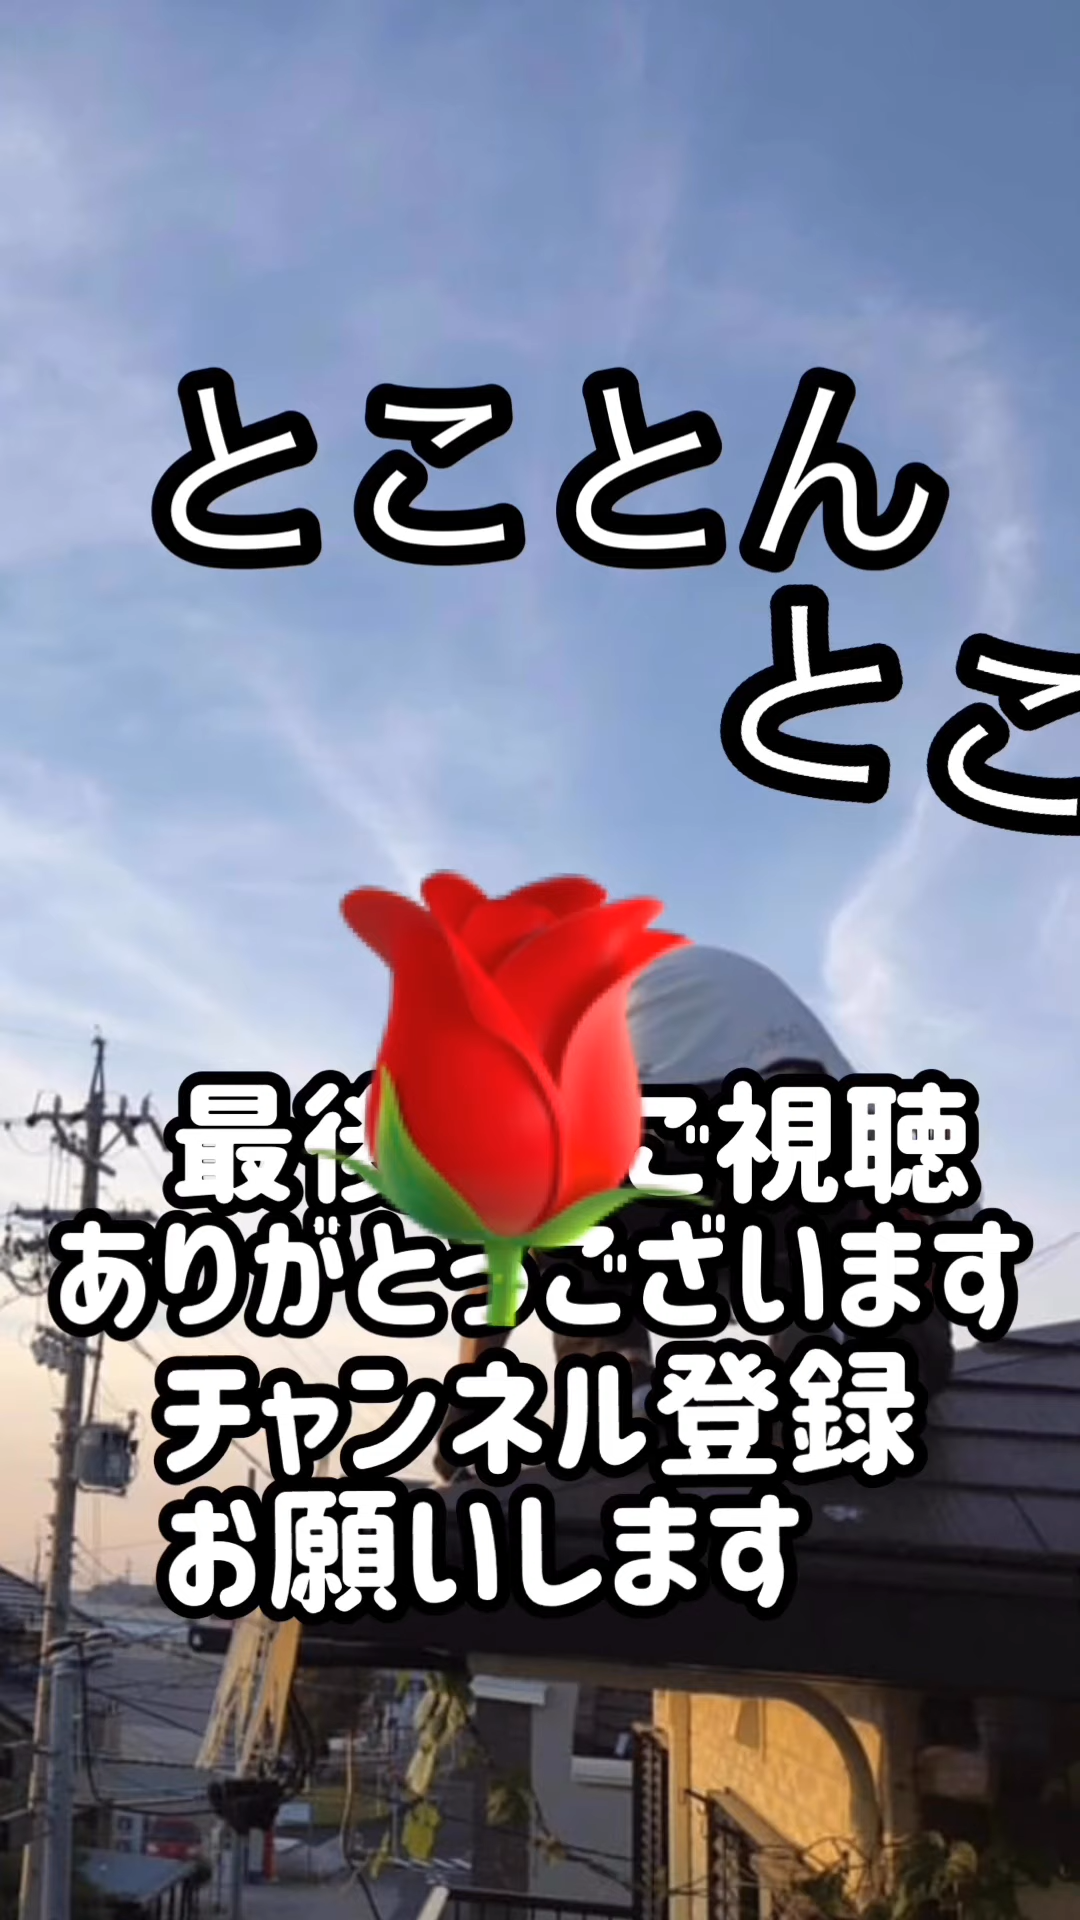 とことん
とこ
最 ご視聴
ありがとうございます
チャンネル登録
お願いします